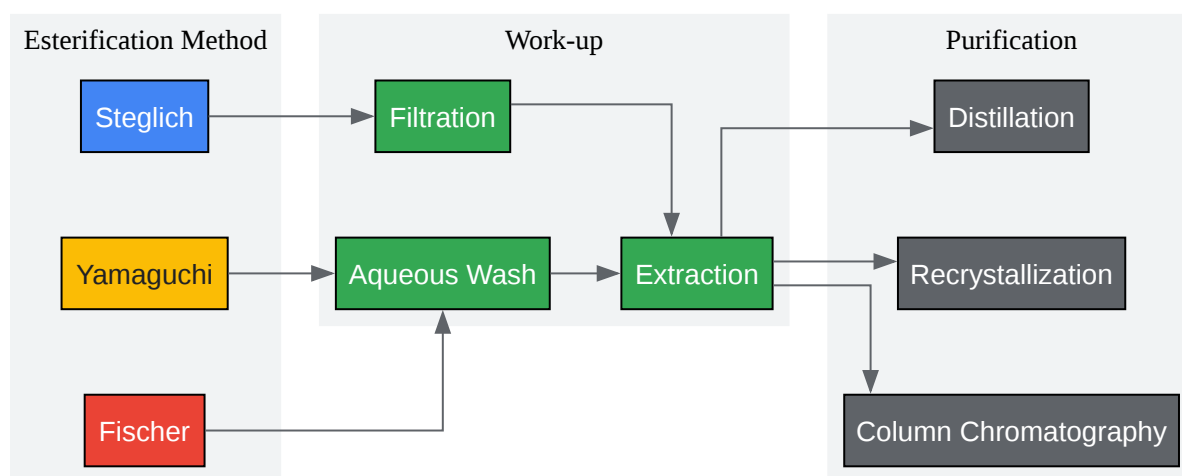 Esterification Method
Work-up
Purification
Steglich
Filtration
Distillation
Yamaguchi
Aqueous Wash
Extraction
Recrystallization
Fischer
Column Chromatography